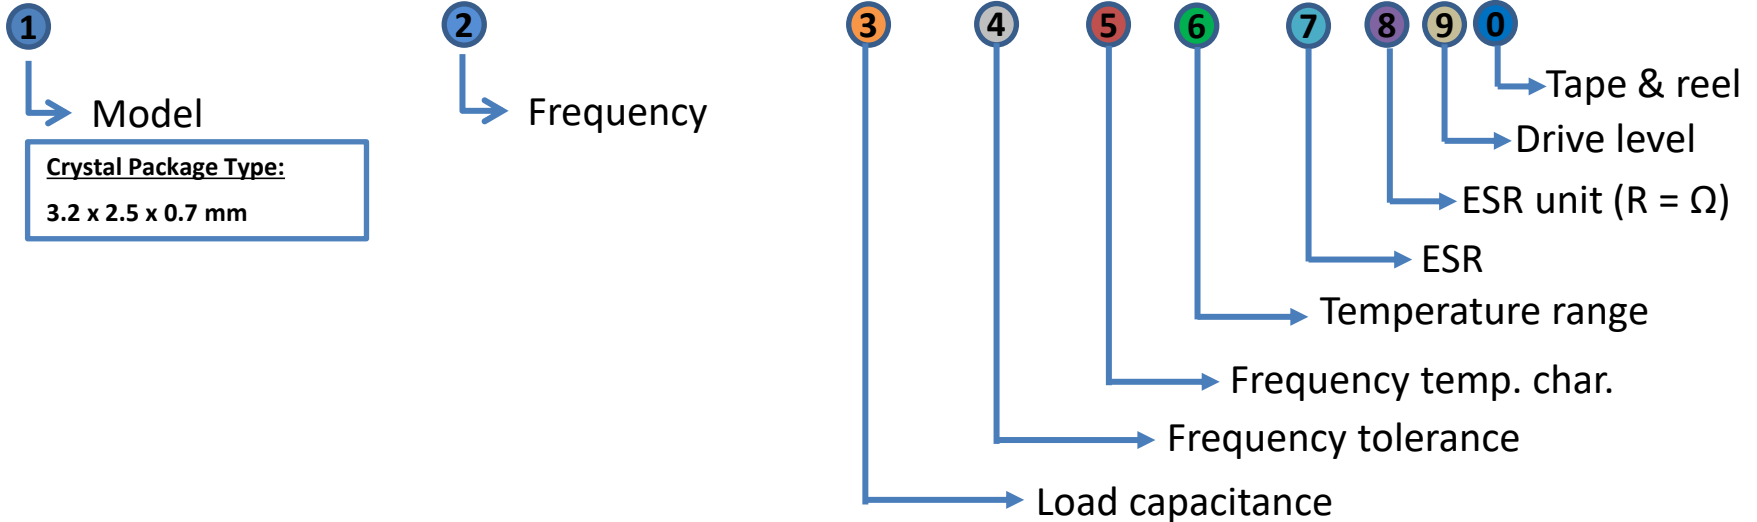 1 2 3 4 5 6 7 8 9 0
Tape & reel
Model
Frequency
Drive level
Crystal Package Type:
3.2 x 2.5 x 0.7 mm
ESR unit (R = Ω)
ESR
Temperature range
Frequency temp. char.
Frequency tolerance
Load capacitance